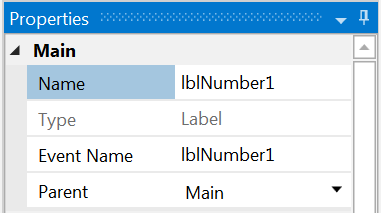 Properties
Main
Name lblNumber1
Type Label
Event Name lblNumber1
Parent Main